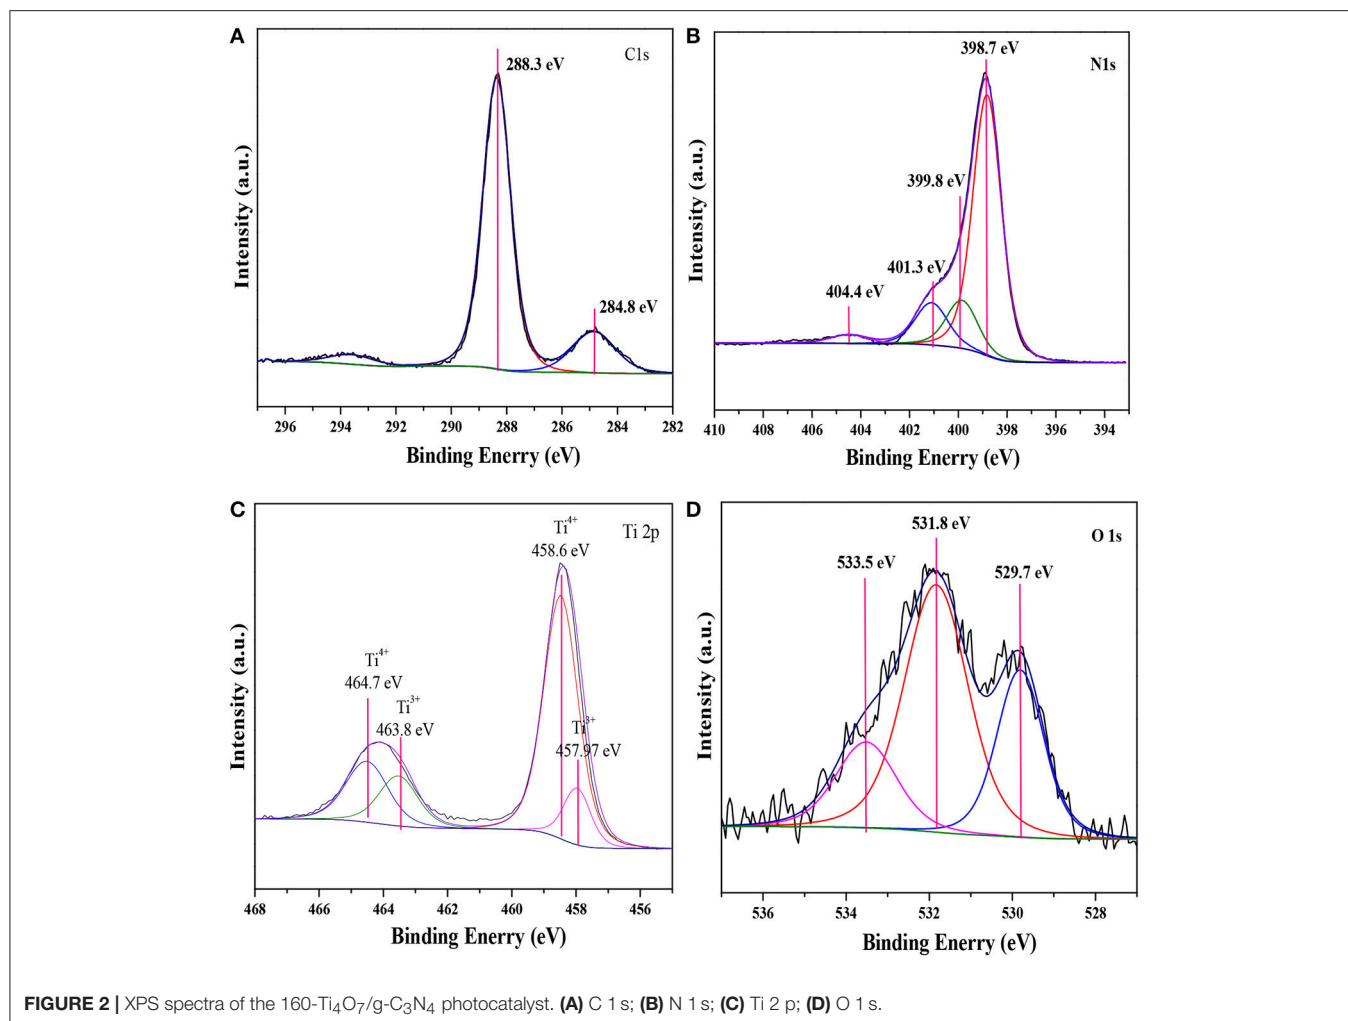 A
C1s
288.3 eV
284.8 eV
Intensity (a.u.)
296 294 292 290 288 286 284 282
Binding Enerry (eV)
B
398.7 eV
N1s
399.8 eV
401.3 eV
404.4 eV
Intensity (a.u.)
410 408 406 404 402 400 398 396 394
Binding Enerry (eV)
C
Ti⁴⁺
458.6 eV
Ti 2p
Ti⁴⁺
464.7 eV
Ti³⁺
463.8 eV
Ti³⁺
457.97 eV
Intensity (a.u.)
468 466 464 462 460 458 456
Binding Enerry (eV)
D
531.8 eV
O 1s
533.5 eV
529.7 eV
Intensity (a.u.)
536 534 532 530 528
Binding Enerry (eV)
FIGURE 2 | XPS spectra of the 160-Ti₄O₇/g-C₃N₄ photocatalyst. (A) C 1 s; (B) N 1 s; (C) Ti 2 p; (D) O 1 s.